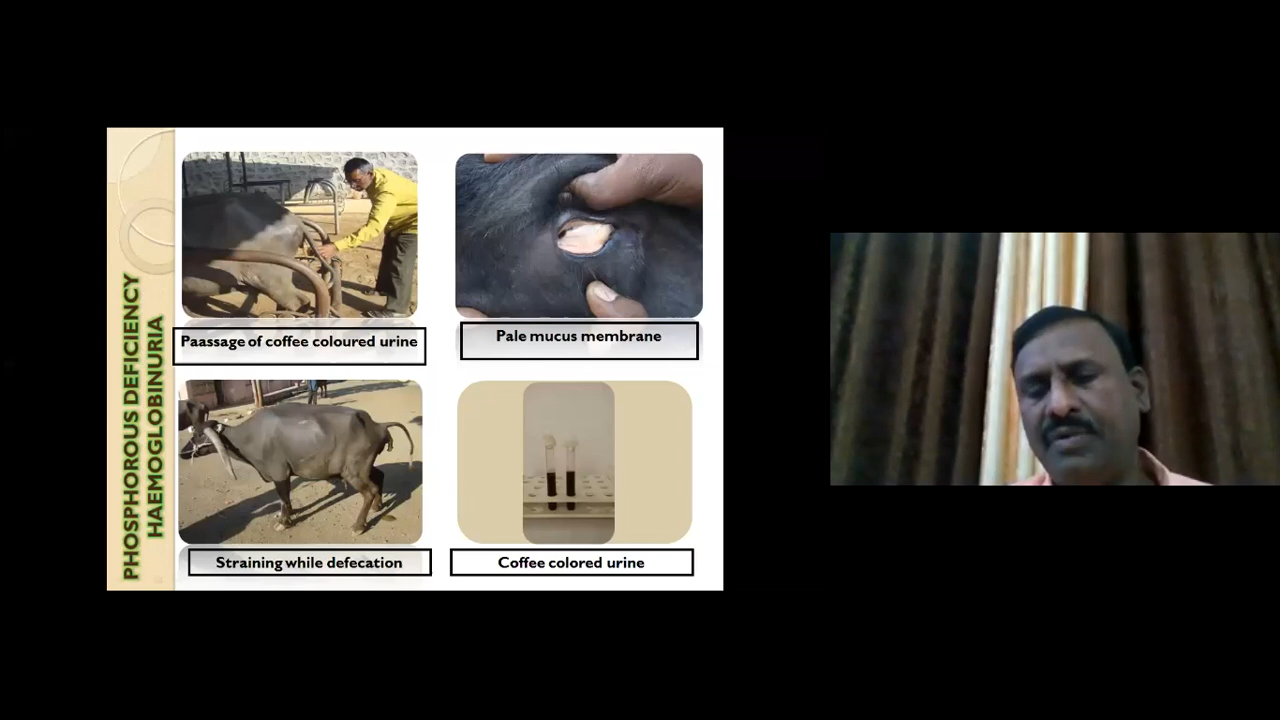 PHOSPHOROUS DEFICIENCY
HAEMOGLOBINURIA
Paassage of coffee coloured urine
Pale mucus membrane
Straining while defecation
Coffee colored urine